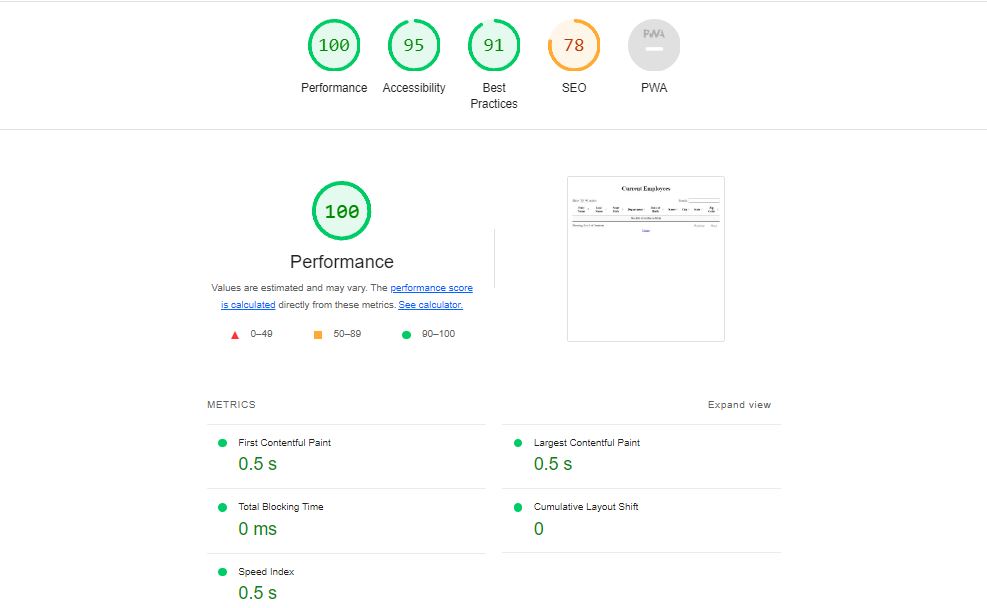 100
95
91
78
PWA
Performance
Accessibility
Best
Practices
SEO
PWA
100
Performance
Values are estimated and may vary. The performance score
is calculated directly from these metrics. See calculator.
0–49
50–89
90–100
Current Employees
METRICS
Expand view
First Contentful Paint
0.5 s
Largest Contentful Paint
0.5 s
Total Blocking Time
0 ms
Cumulative Layout Shift
0
Speed Index
0.5 s